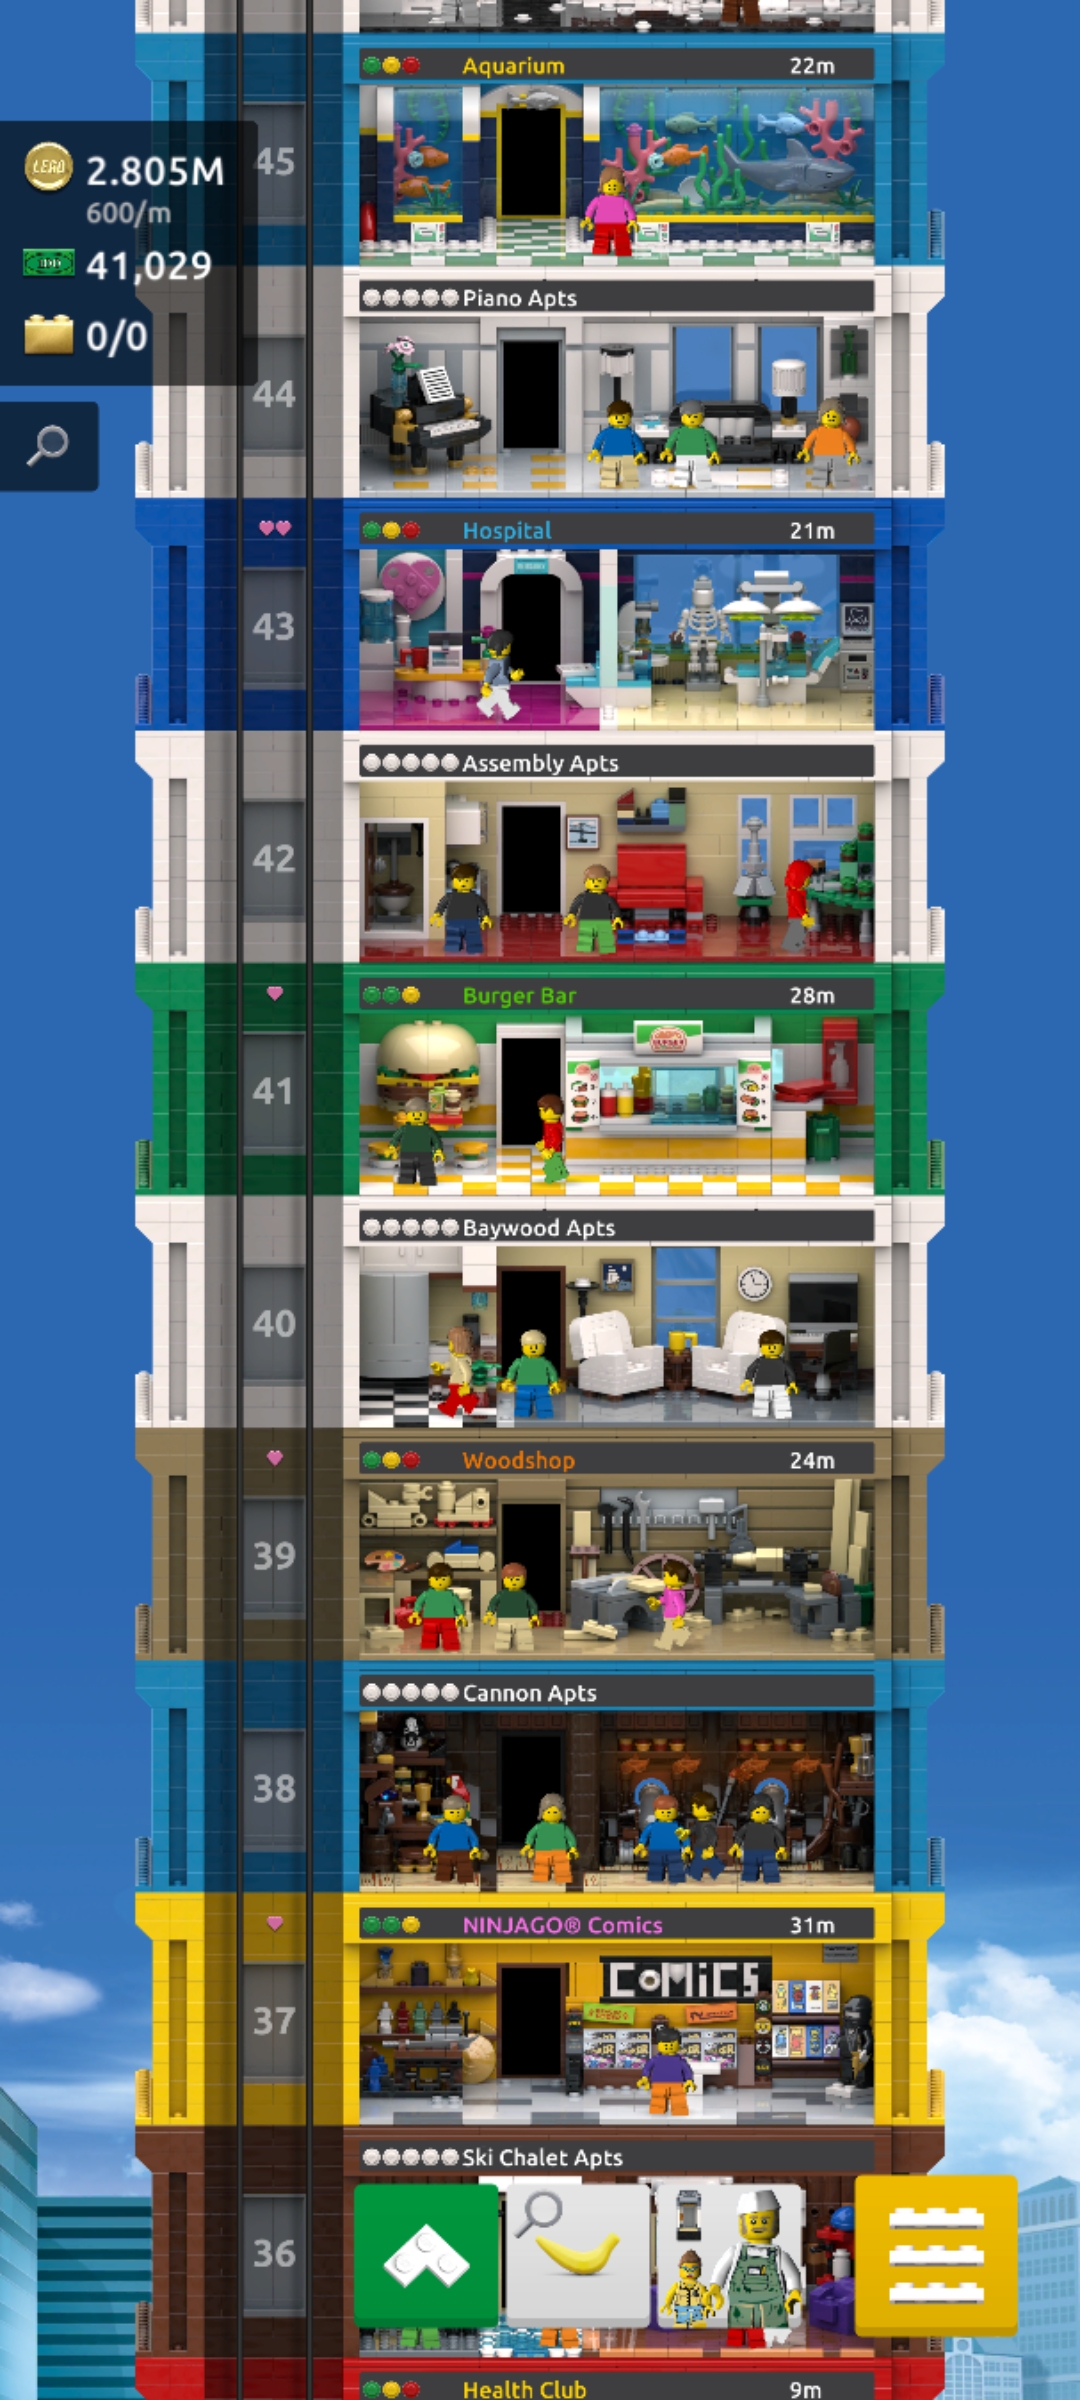 Aquarium 22m
45
LEGO 2.805M
600/m
41,029
0/0
Piano Apts
44
Hospital 21m
43
Assembly Apts
42
Burger Bar 28m
41
Baywood Apts
40
Woodshop 24m
39
Cannon Apts
38
NINJAGO® Comics 31m
COMiCS
37
Ski Chalet Apts
36
Health Club 9m